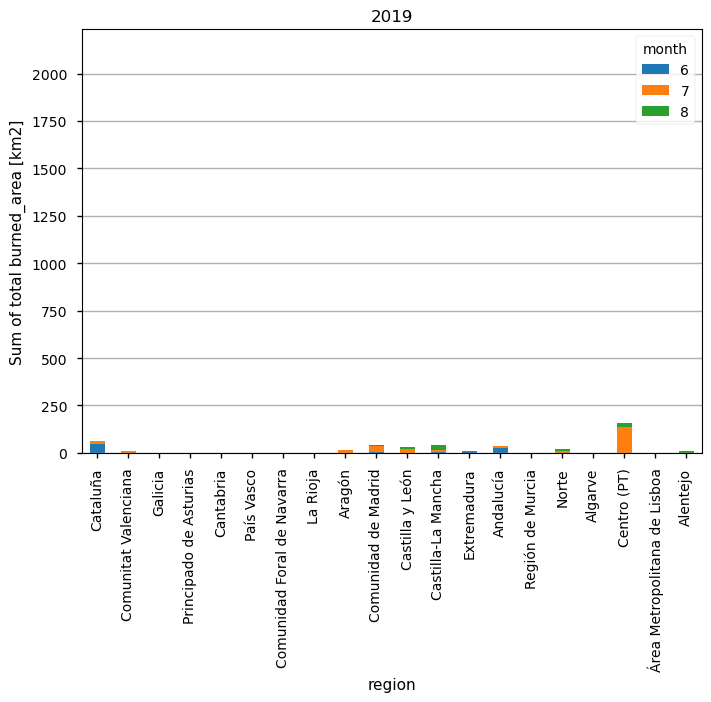 2019
month
6
7
8
Sum of total burned_area [km2]
2000
1750
1500
1250
1000
750
500
250
0
Cataluña
Comunitat Valenciana
Galicia
Principado de Asturias
Cantabria
País Vasco
Comunidad Foral de Navarra
La Rioja
Aragón
Comunidad de Madrid
Castilla y León
Castilla-La Mancha
Extremadura
Andalucía
Región de Murcia
Norte
Algarve
Centro (PT)
Área Metropolitana de Lisboa
Alentejo
region